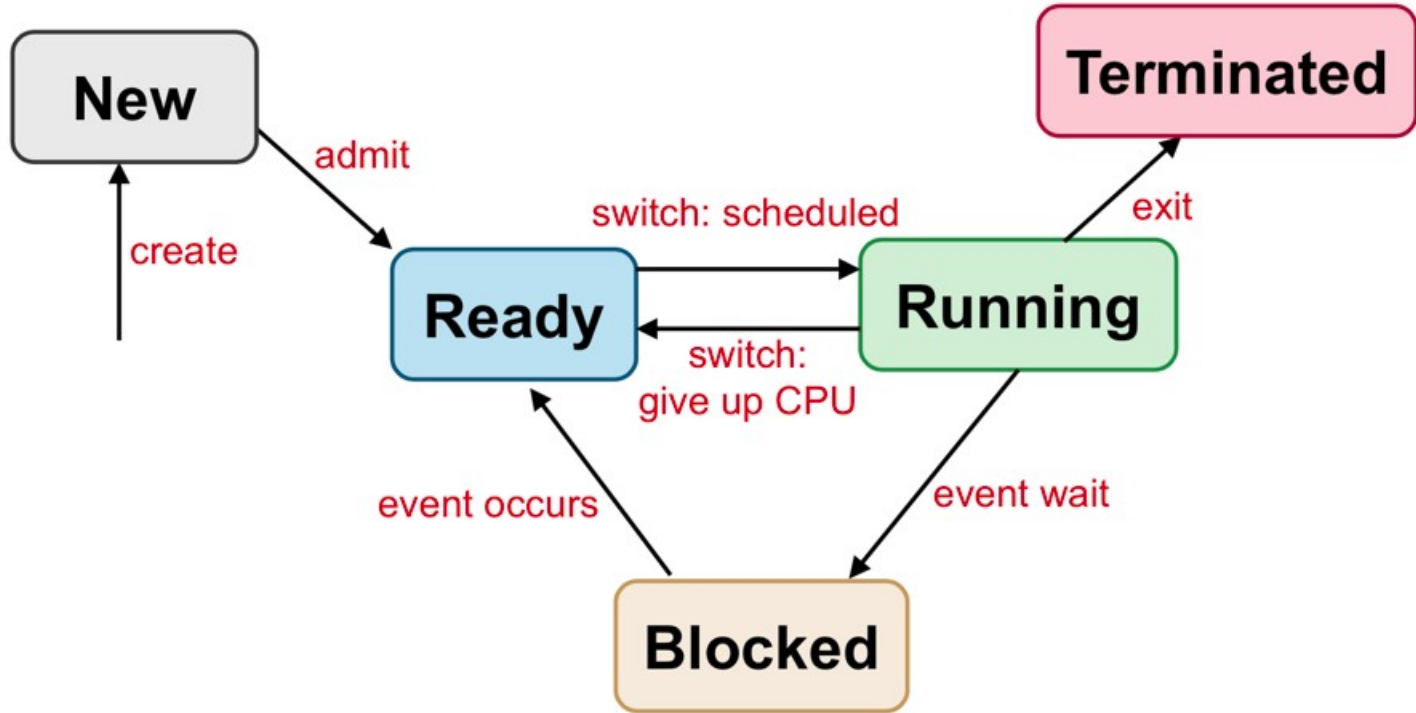 New
Terminated
admit
create
switch: scheduled
exit
Ready
Running
switch:
give up CPU
event occurs
event wait
Blocked